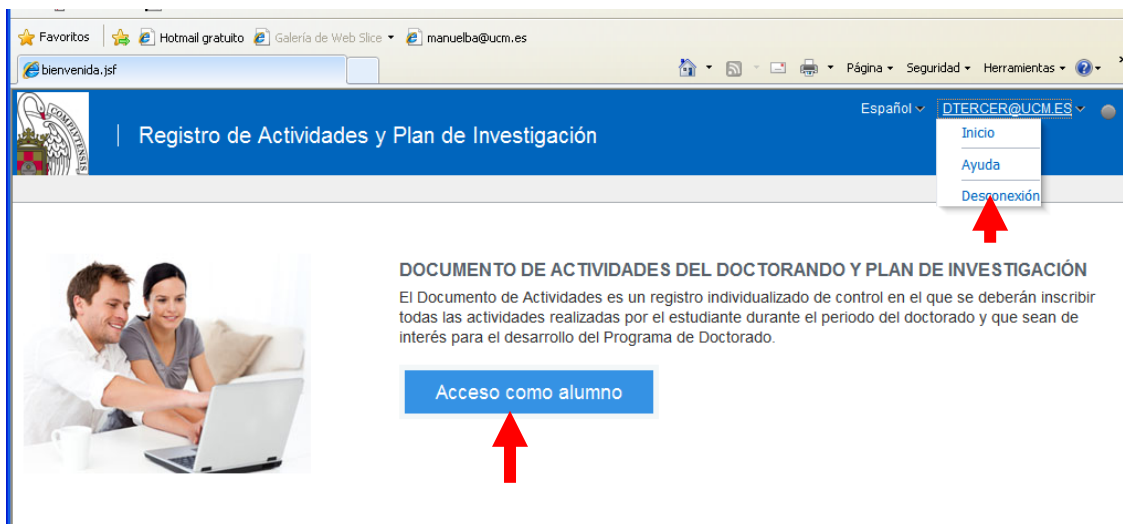 Favoritos Hotmail gratuito Galería de Web Slice manuelba@ucm.es
bienvenida.jsf Página Seguridad Herramientas
COMPLVTENSIS
Registro de Actividades y Plan de Investigación
Español DTERCER@UCM.ES
Inicio
Ayuda
Desconexión
DOCUMENTO DE ACTIVIDADES DEL DOCTORANDO Y PLAN DE INVESTIGACIÓN
El Documento de Actividades es un registro individualizado de control en el que se deberán inscribir
todas las actividades realizadas por el estudiante durante el periodo del doctorado y que sean de
interés para el desarrollo del Programa de Doctorado.
Acceso como alumno